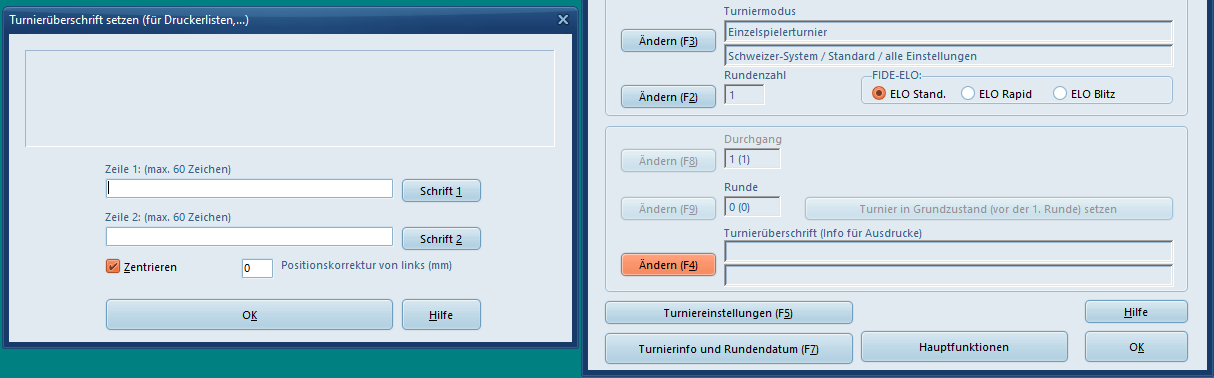 Turnierüberschrift setzen (für Druckerlisten,...)
Zeile 1: (max. 60 Zeichen)
Schrift 1
Zeile 2: (max. 60 Zeichen)
Schrift 2
Zentrieren
0
Positionskorrektur von links (mm)
OK
Hilfe
Turniermodus
Ändern (F3)
Einzelspielerturnier
Schweizer-System / Standard / alle Einstellungen
Rundenzahl
Ändern (F2)
1
FIDE-ELO:
ELO Stand.
ELO Rapid
ELO Blitz
Durchgang
Ändern (F8)
1 (1)
Runde
Ändern (F9)
0 (0)
Turnier in Grundzustand (vor der 1. Runde) setzen
Turnierüberschrift (Info für Ausdrucke)
Ändern (F4)
Turniereinstellungen (F5)
Hilfe
Turnierinfo und Rundendatum (F7)
Hauptfunktionen
OK